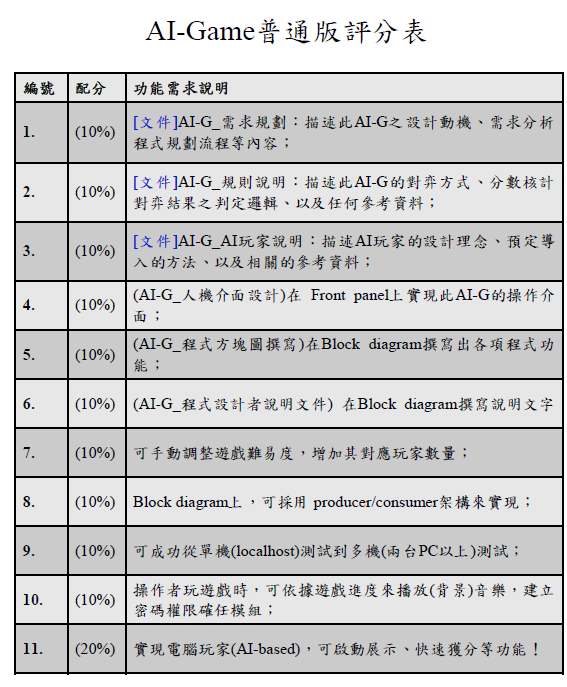 AI-Game普通版評分表
編號 配分 功能需求說明
1. (10%) [文件]AI-G_需求規劃：描述此AI-G之設計動機、需求分析
程式規劃流程等內容；
2. (10%) [文件]AI-G_規則說明：描述此AI-G的對弈方式、分數核計
對弈結果之判定邏輯、以及任何參考資料；
3. (10%) [文件]AI-G_AI玩家說明：描述AI玩家的設計理念、預定導
入的方法、以及相關的參考資料；
4. (10%) (AI-G_人機介面設計)在 Front panel上實現此AI-G的操作介
面；
5. (10%) (AI-G_程式方塊圖撰寫)在Block diagram撰寫出各項程式功
能；
6. (10%) (AI-G_程式設計者說明文件) 在Block diagram撰寫說明文字
7. (10%) 可手動調整遊戲難易度，增加其對應玩家數量；
8. (10%) Block diagram上，可採用 producer/consumer架構來實現；
9. (10%) 可成功從單機(localhost)測試到多機(兩台PC以上)測試；
10. (10%) 操作者玩遊戲時，可依據遊戲進度來播放(背景)音樂，建立
密碼權限確任模組；
11. (20%) 實現電腦玩家(AI-based)，可啟動展示、快速獲分等功能！